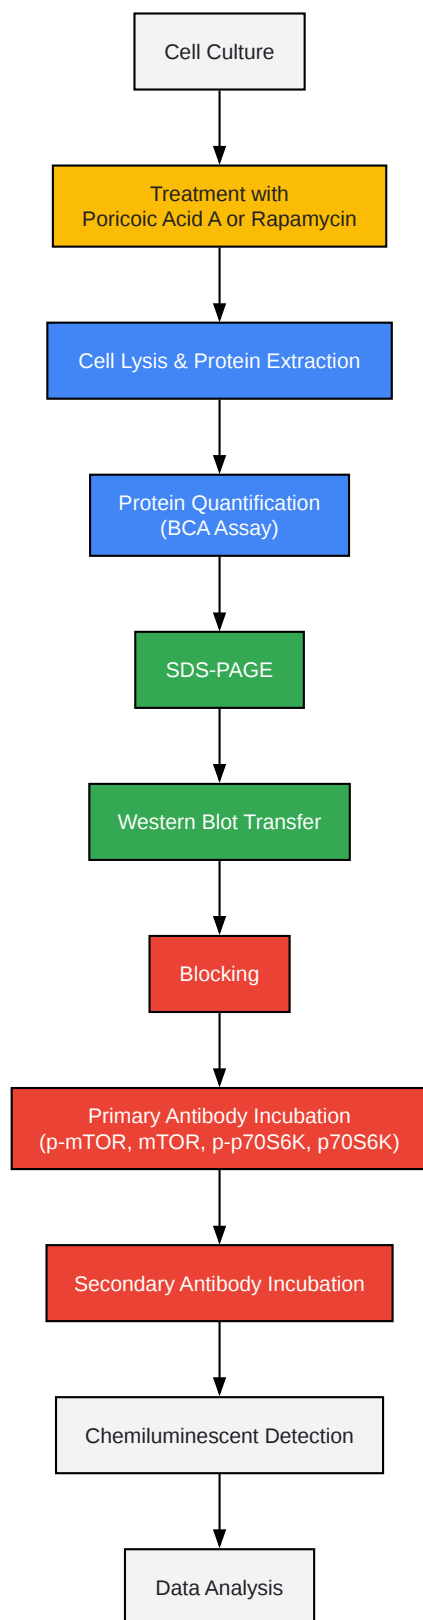 Cell Culture
Treatment with
Poricoic Acid A or Rapamycin
Cell Lysis & Protein Extraction
Protein Quantification
(BCA Assay)
SDS-PAGE
Western Blot Transfer
Blocking
Primary Antibody Incubation
(p-mTOR, mTOR, p-p70S6K, p70S6K)
Secondary Antibody Incubation
Chemiluminescent Detection
Data Analysis